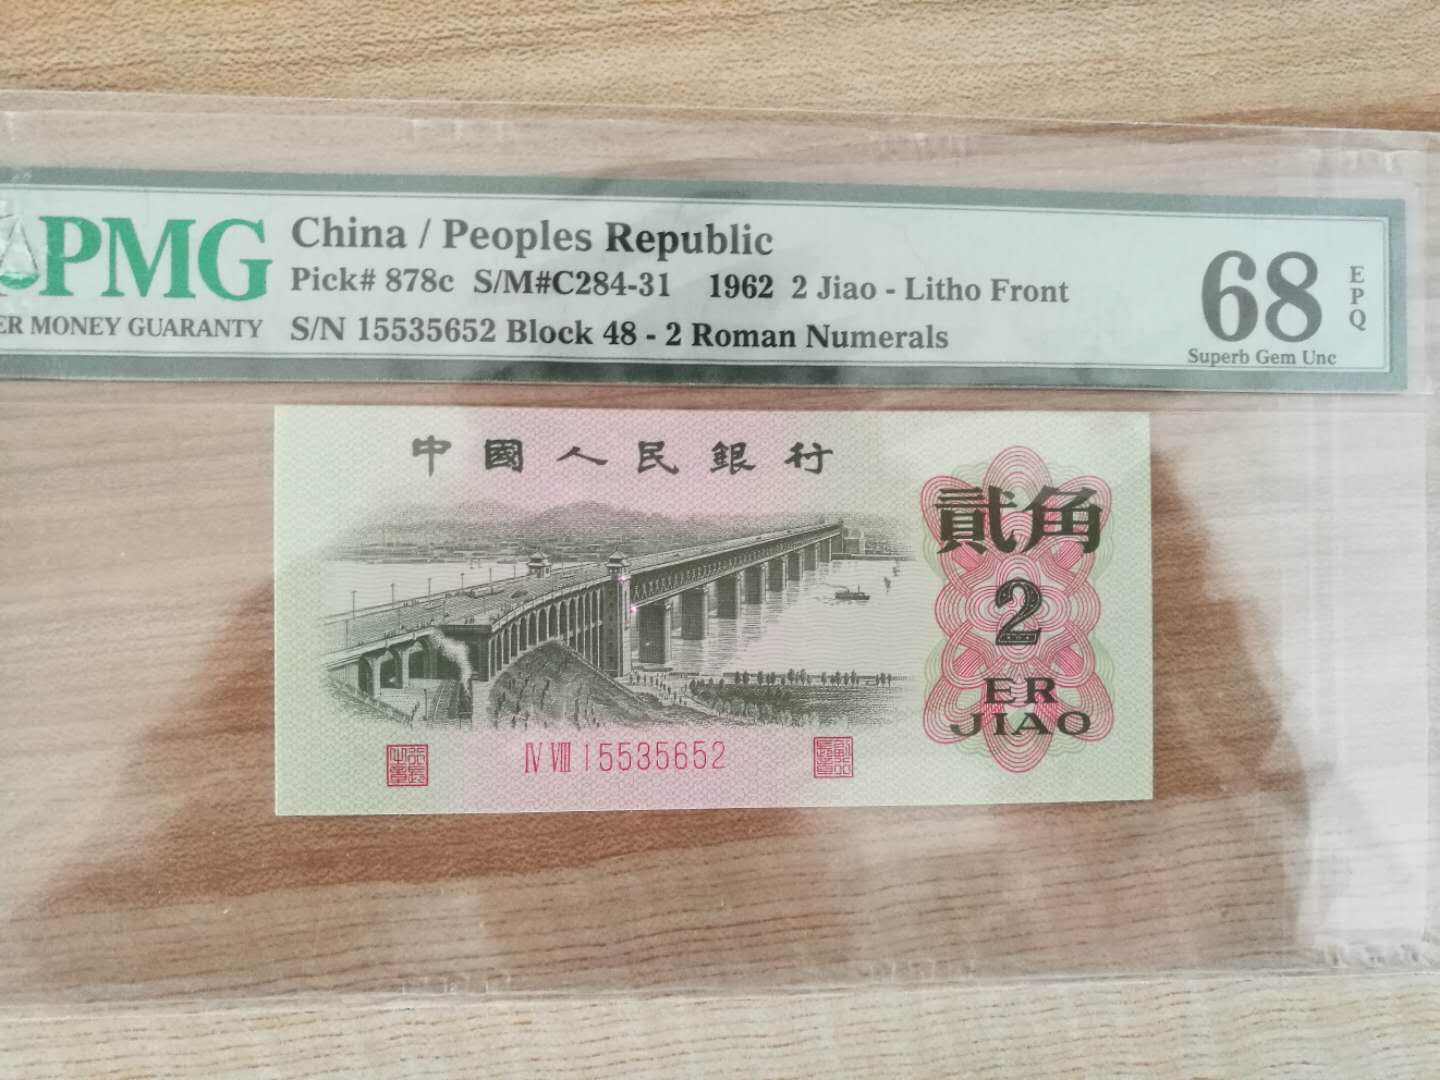 PMG
ER MONEY GUARANTY
China / Peoples Republic
Pick# 878c S/M#C284-31 1962 2 Jiao - Litho Front
S/N 15535652 Block 48 - 2 Roman Numerals
68
EPQ
Superb Gem Unc
中國人民銀行
貳角
2
ER
JIAO
IV VIII 15535652